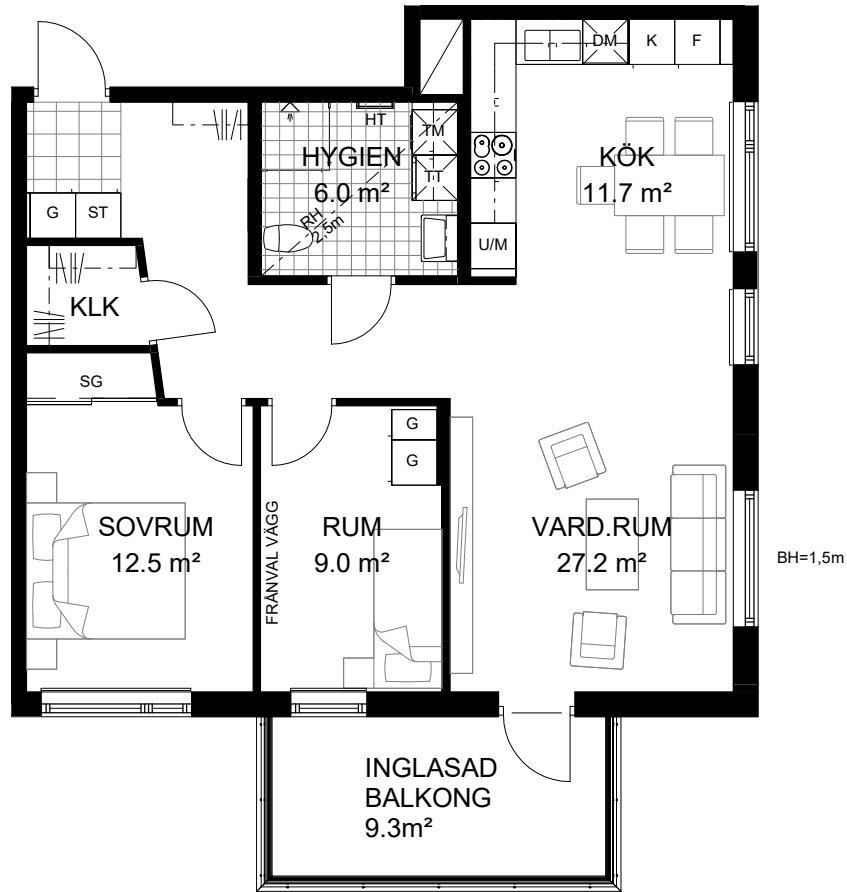 DM
K
F
HT
TM
HYGIEN
6.0 m²
TT
KÖK
11.7 m²
G
ST
RH
2,5m
U/M
KLK
SG
G
G
FRÅNVAL VÄGG
SOVRUM
12.5 m²
RUM
9.0 m²
VARD.RUM
27.2 m²
BH=1,5m
INGLASAD
BALKONG
9.3m²